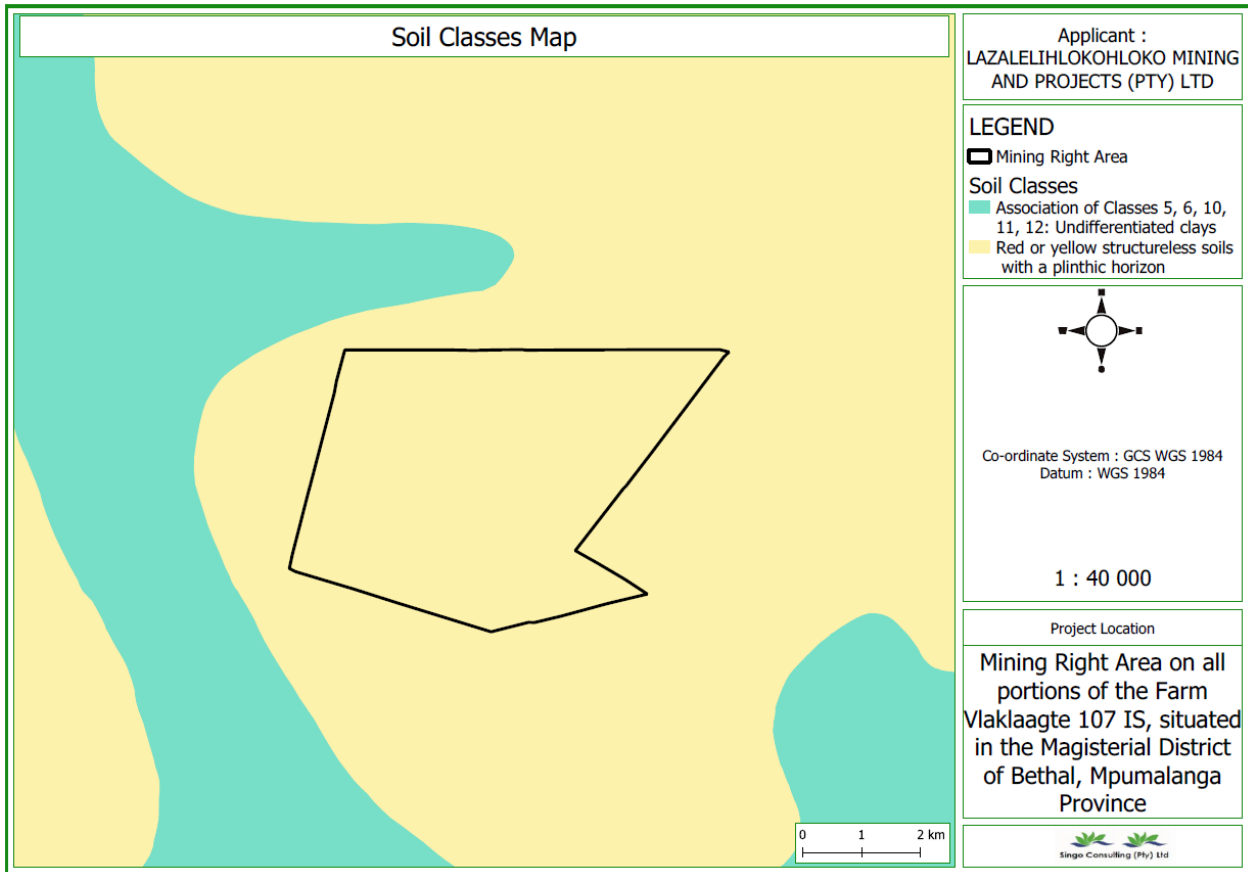 Soil Classes Map
Applicant :
LAZALELIHLOKOHLOKO MINING
AND PROJECTS (PTY) LTD
LEGEND
Mining Right Area
Soil Classes
Association of Classes 5, 6, 10,
11, 12: Undifferentiated clays
Red or yellow structureless soils
with a plinthic horizon
N
W
E
S
Co-ordinate System : GCS WGS 1984
Datum : WGS 1984
1 : 40 000
Project Location
Mining Right Area on all
portions of the Farm
Vlaklaagte 107 IS, situated
in the Magisterial District
of Bethal, Mpumalanga
Province
0 1 2 km
Singo Consulting (Pty) Ltd